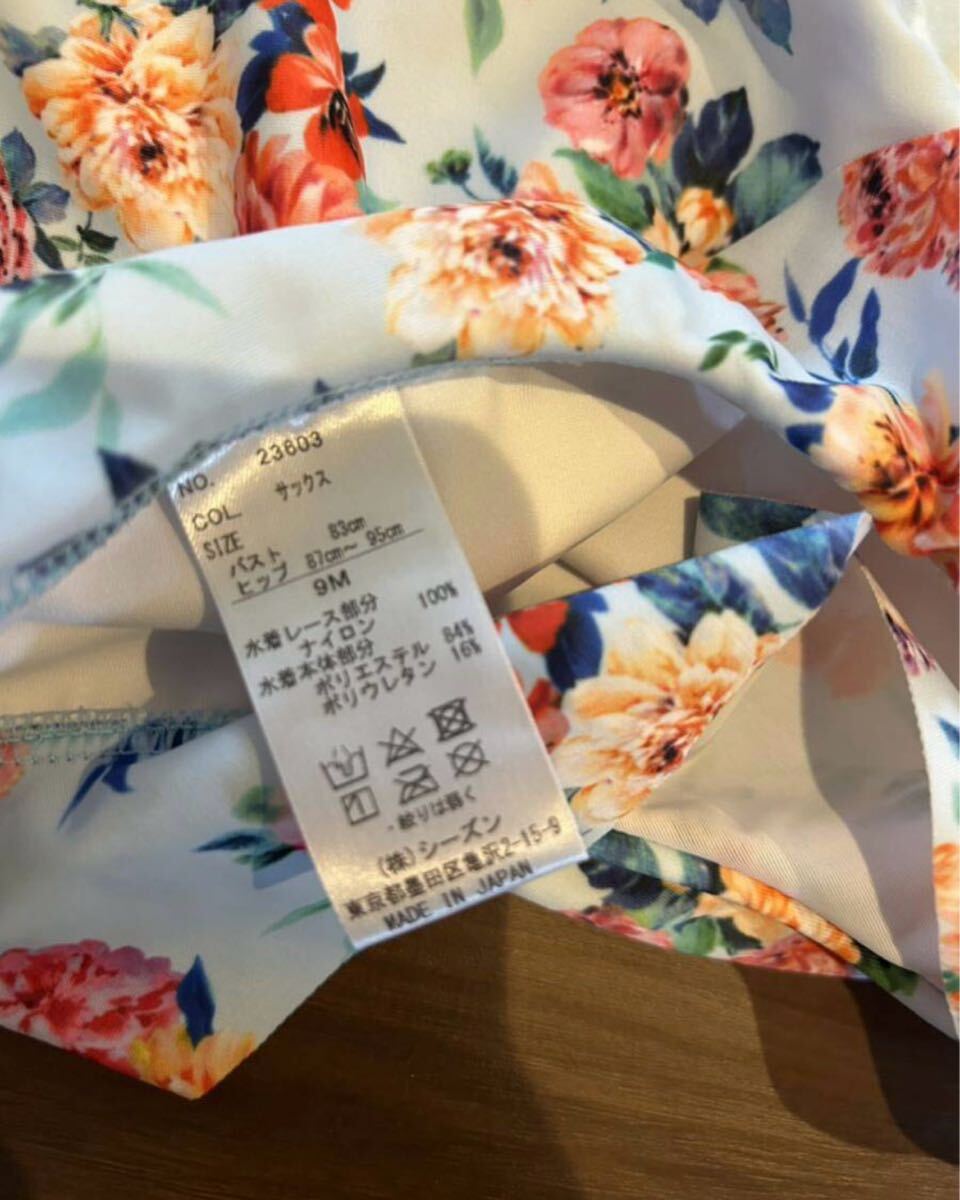 NO. 23603
COL. サックス
SIZE
バスト 83cm
ヒップ 87cm～ 95cm
9M
水着レース部分
ナイロン 100%
水着本体部分
ポリエステル 84%
ポリウレタン 16%
・絞りは弱く
(株)シーズン
東京都墨田区亀沢2-15-9
MADE IN JAPAN